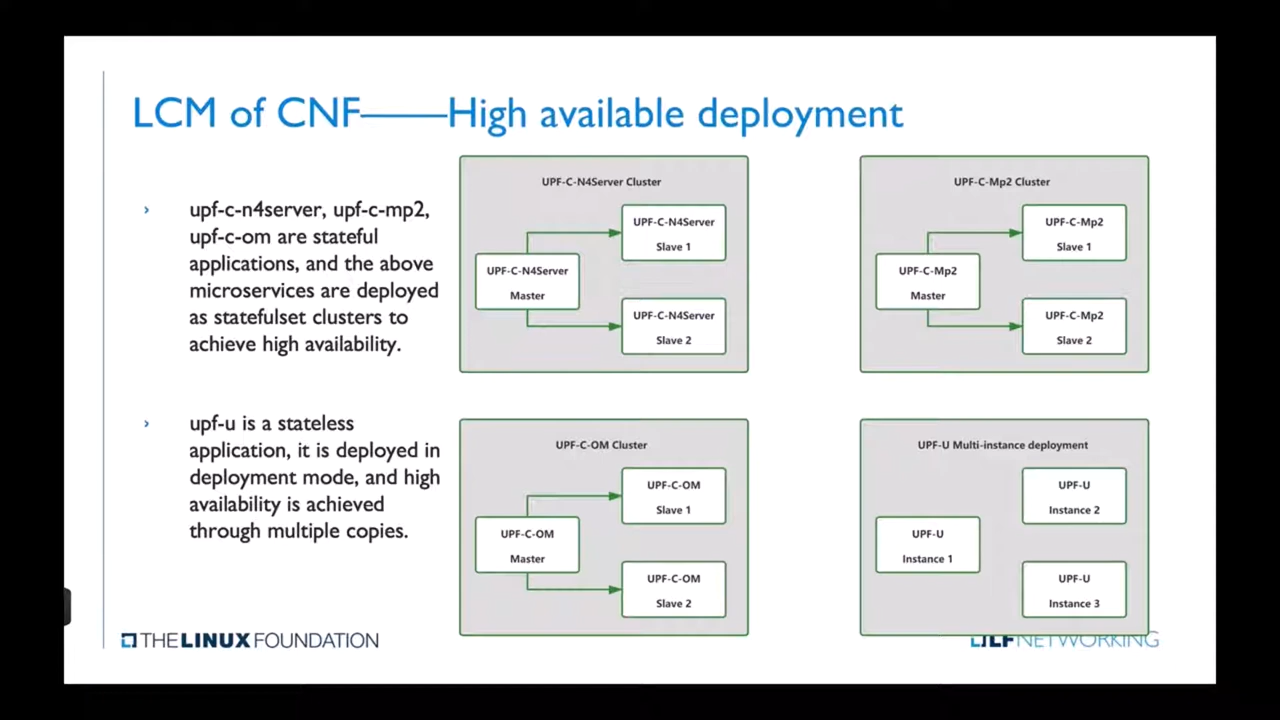 LCM of CNF——High available deployment
› upf-c-n4server, upf-c-mp2,
upf-c-om are stateful
applications, and the above
microservices are deployed
as statefulset clusters to
achieve high availability.
› upf-u is a stateless
application, it is deployed in
deployment mode, and high
availability is achieved
through multiple copies.
UPF-C-N4Server Cluster
UPF-C-N4Server
Master
UPF-C-N4Server
Slave 1
UPF-C-N4Server
Slave 2
UPF-C-Mp2 Cluster
UPF-C-Mp2
Master
UPF-C-Mp2
Slave 1
UPF-C-Mp2
Slave 2
UPF-C-OM Cluster
UPF-C-OM
Master
UPF-C-OM
Slave 1
UPF-C-OM
Slave 2
UPF-U Multi-instance deployment
UPF-U
Instance 1
UPF-U
Instance 2
UPF-U
Instance 3
THE LINUX FOUNDATION
LF NETWORKING